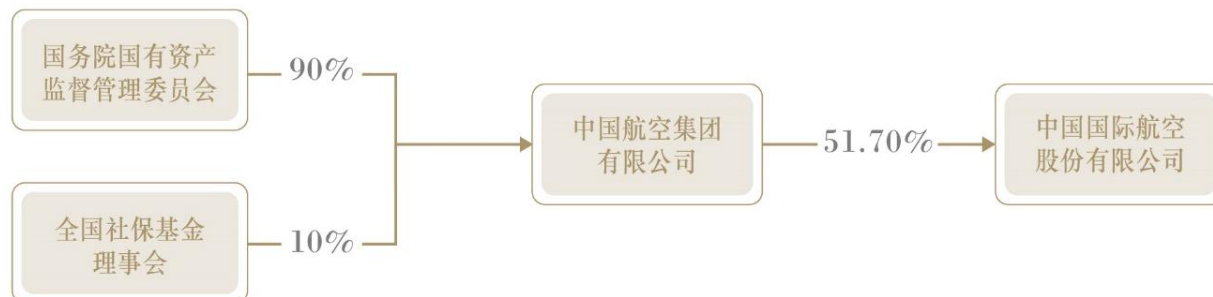 国务院国有资产
监督管理委员会
90%
全国社保基金
理事会
10%
中国航空集团
有限公司
51.70%
中国国际航空
股份有限公司